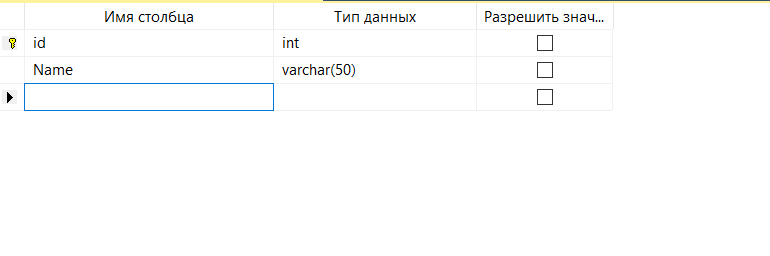 Имя столбца Тип данных Разрешить знач...
id int
Name varchar(50)